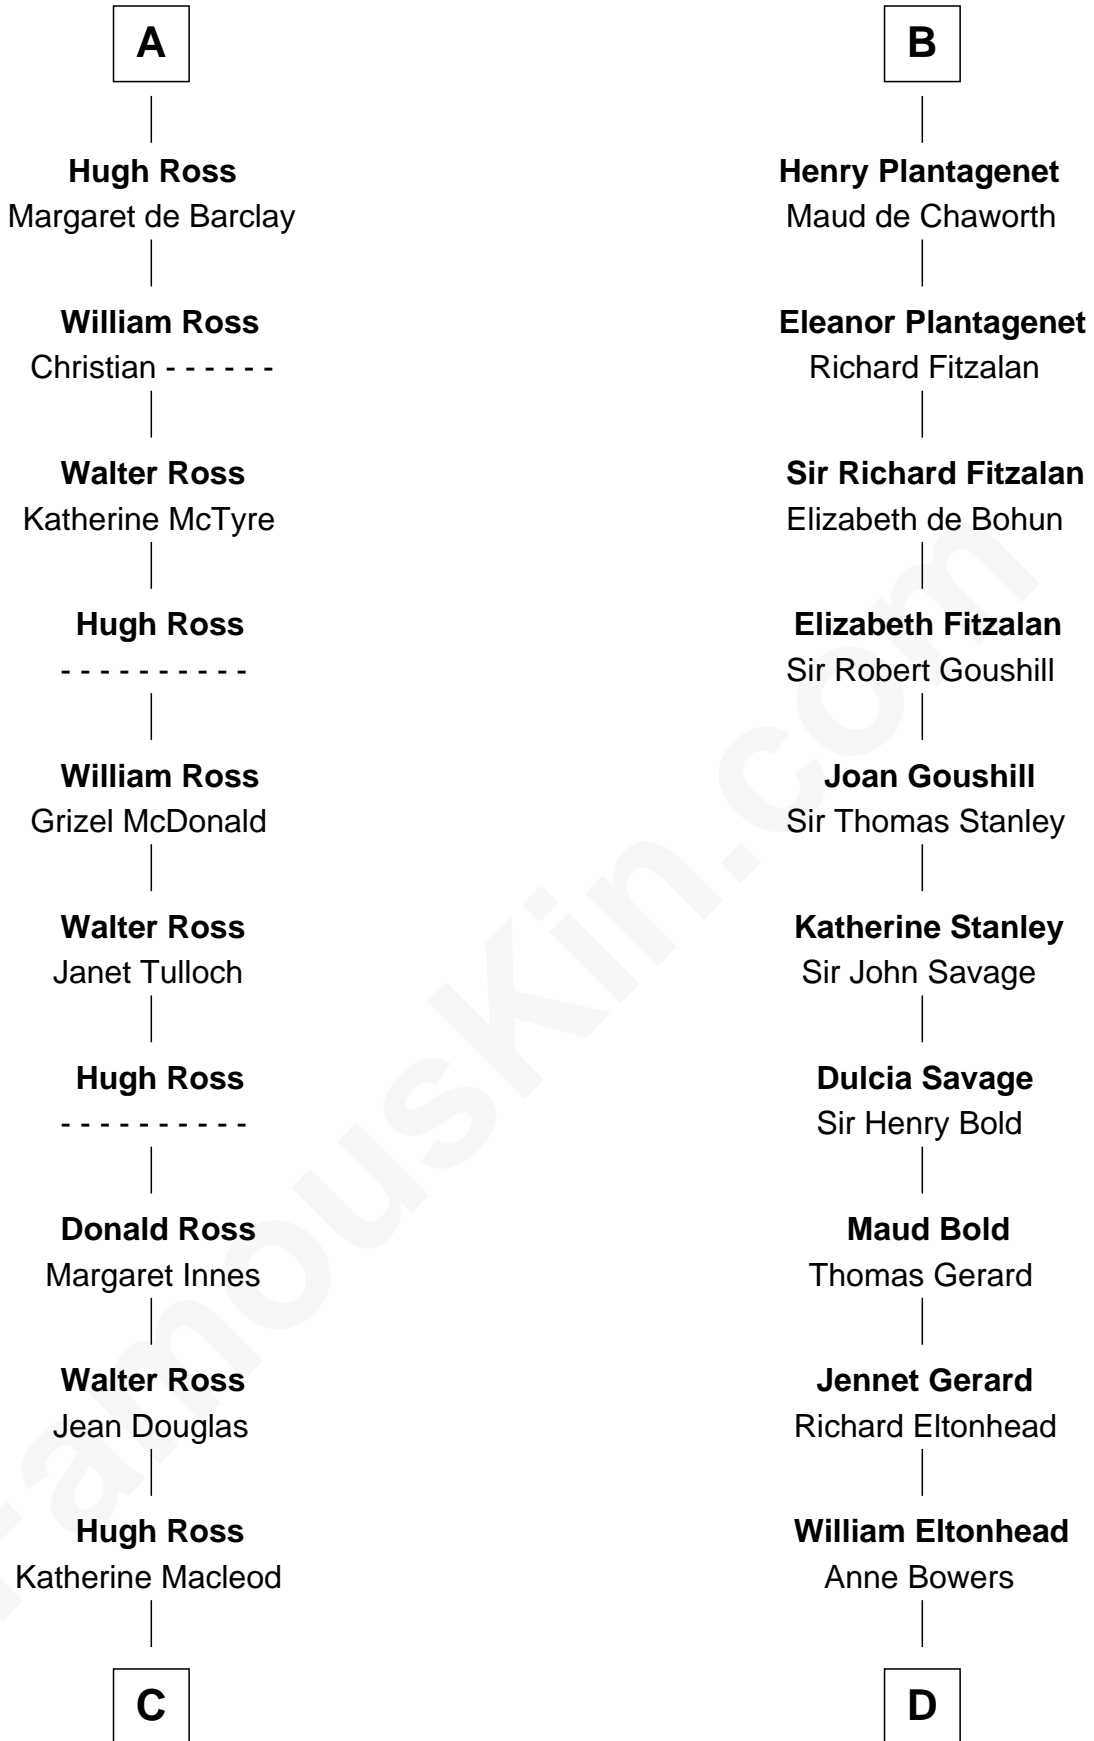 A
Hugh Ross
Margaret de Barclay
William Ross
Christian - - - - - -
Walter Ross
Katherine McTyre
Hugh Ross
- - - - - - - - - -
William Ross
Grizel McDonald
Walter Ross
Janet Tulloch
Hugh Ross
- - - - - - - - - -
Donald Ross
Margaret Innes
Walter Ross
Jean Douglas
Hugh Ross
Katherine Macleod
C
B
Henry Plantagenet
Maud de Chaworth
Eleanor Plantagenet
Richard Fitzalan
Sir Richard Fitzalan
Elizabeth de Bohun
Elizabeth Fitzalan
Sir Robert Goushill
Joan Goushill
Sir Thomas Stanley
Katherine Stanley
Sir John Savage
Dulcia Savage
Sir Henry Bold
Maud Bold
Thomas Gerard
Jennet Gerard
Richard Eltonhead
William Eltonhead
Anne Bowers
D
FamousKin.com